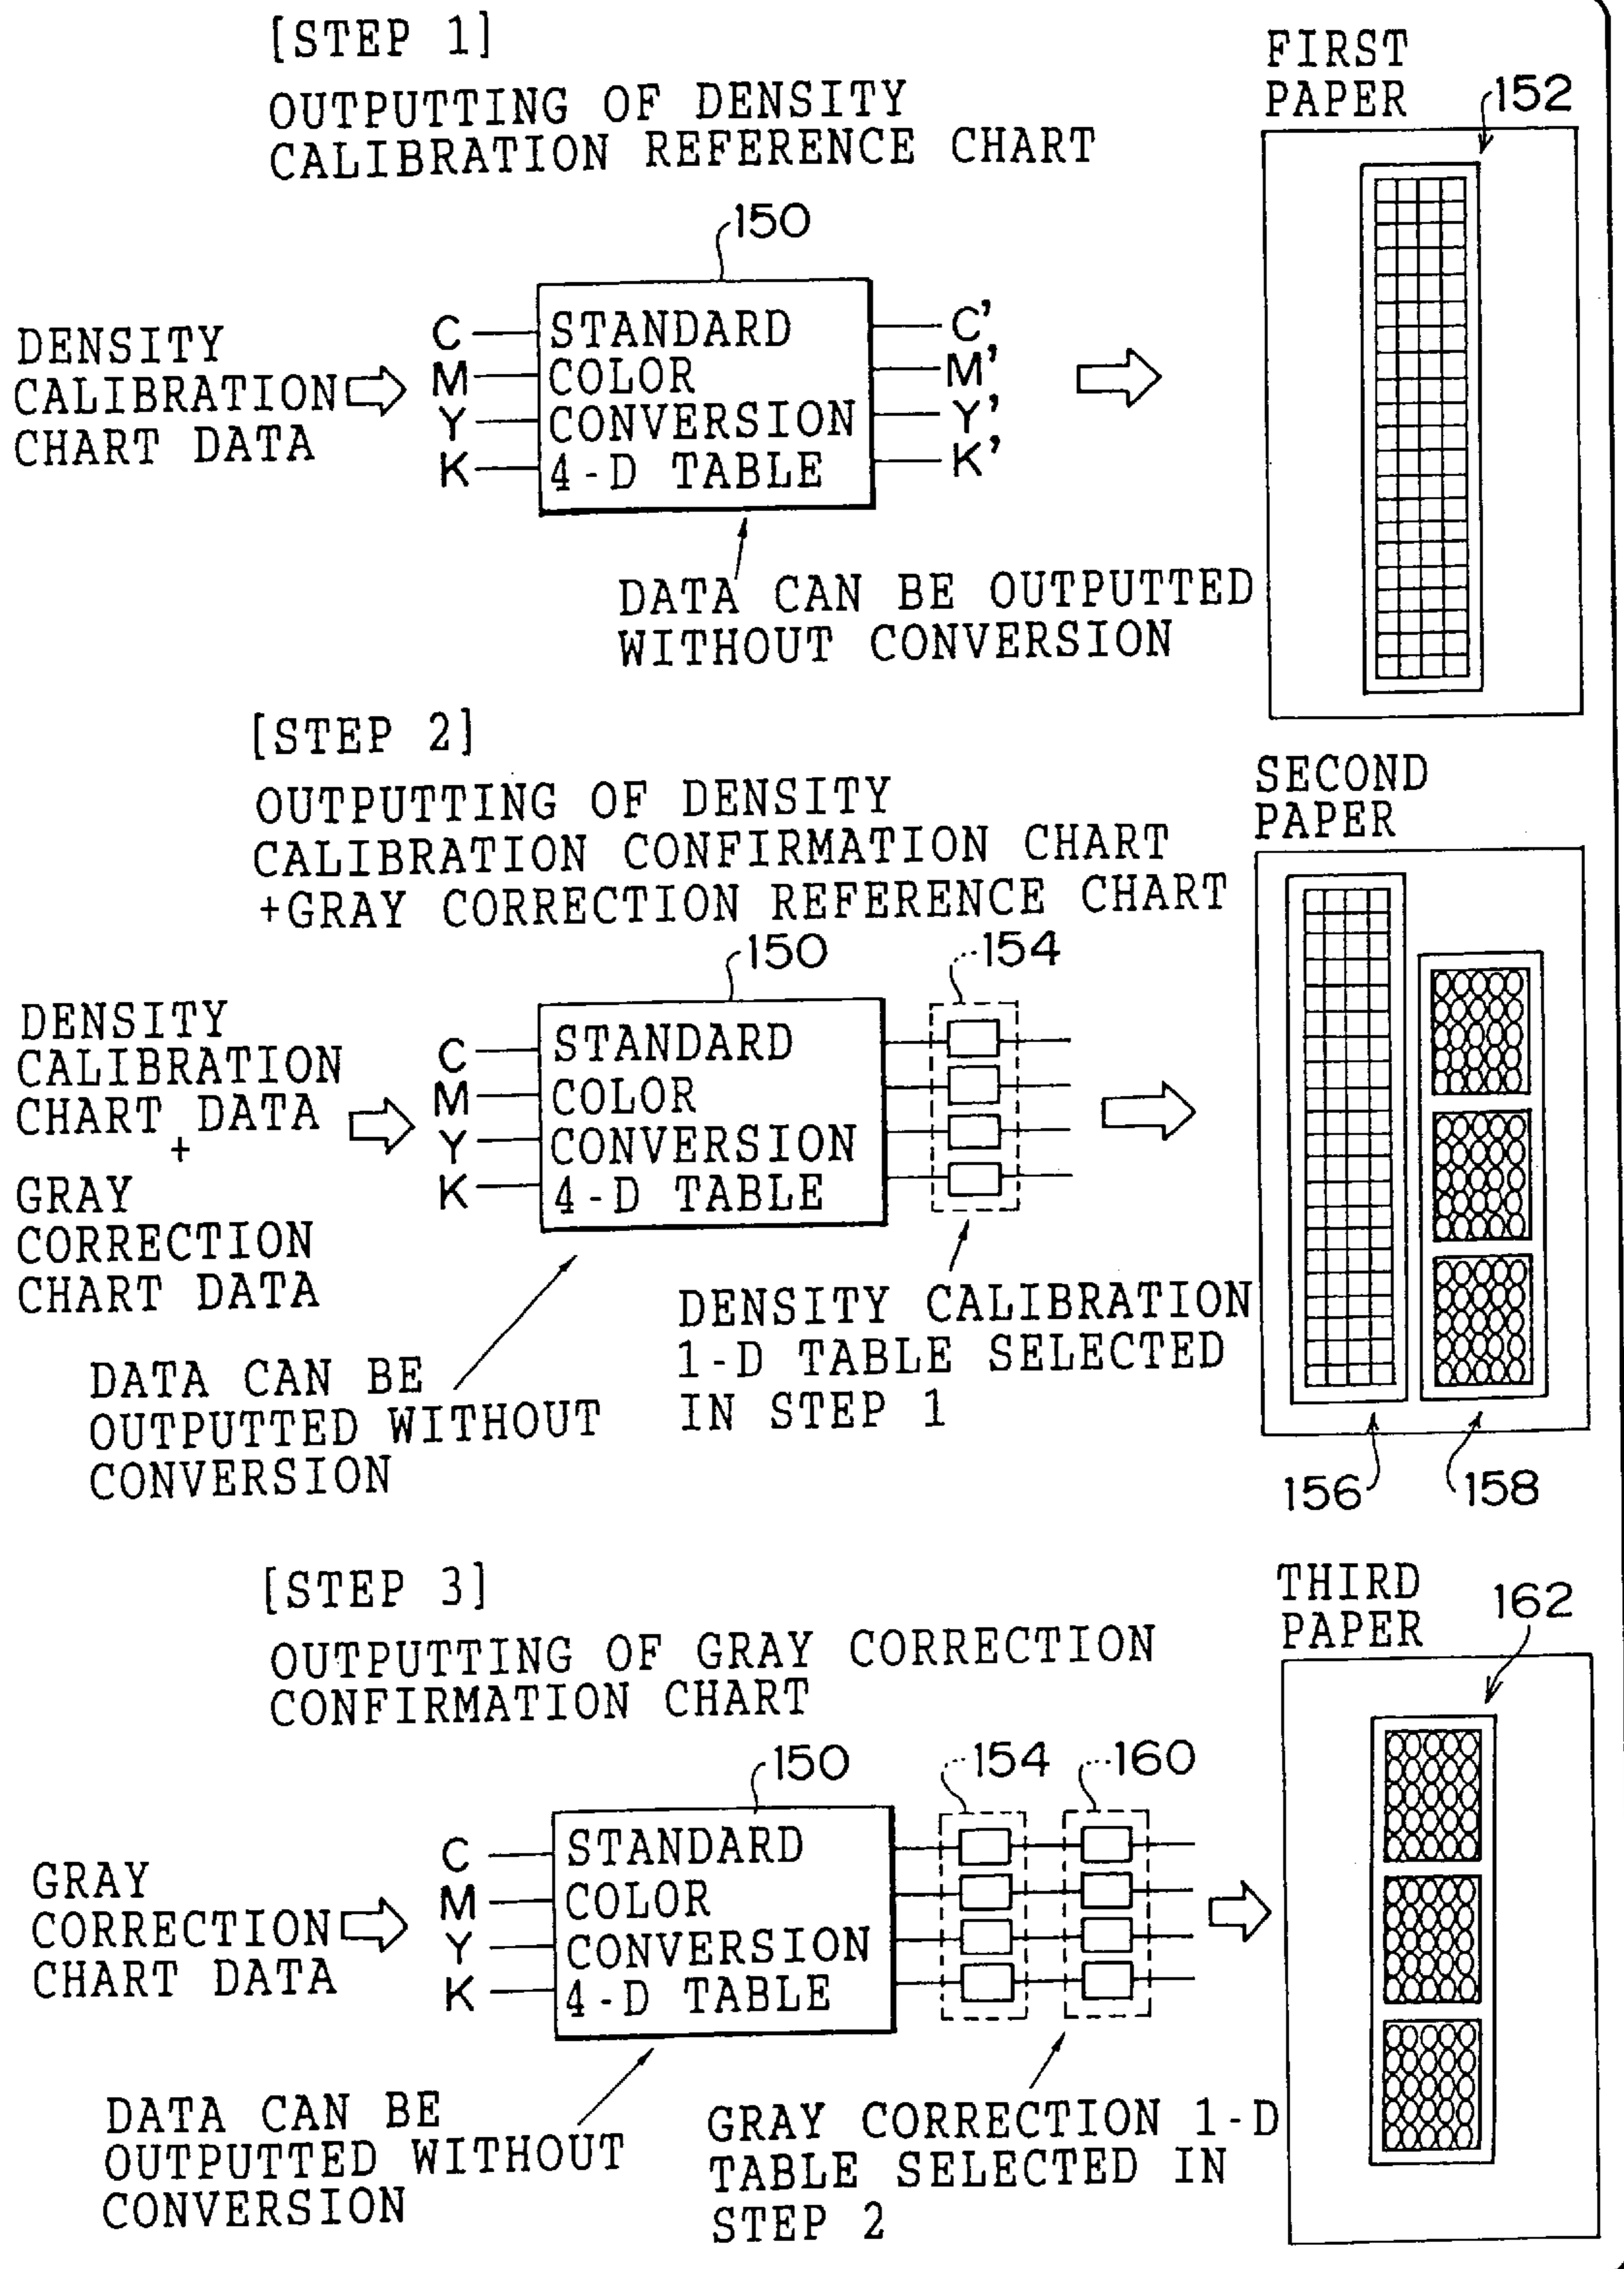 [STEP 1]
OUTPUTTING OF DENSITY
CALIBRATION REFERENCE CHART
FIRST
PAPER
152
150
DENSITY
CALIBRATION
CHART DATA
C
M
Y
K
STANDARD
COLOR
CONVERSION
4-D TABLE
C'
M'
Y'
K'
DATA CAN BE OUTPUTTED
WITHOUT CONVERSION
[STEP 2]
OUTPUTTING OF DENSITY
CALIBRATION CONFIRMATION CHART
+GRAY CORRECTION REFERENCE CHART
SECOND
PAPER
150
154
DENSITY
CALIBRATION
CHART DATA
+
GRAY
CORRECTION
CHART DATA
C
M
Y
K
STANDARD
COLOR
CONVERSION
4-D TABLE
DATA CAN BE
OUTPUTTED WITHOUT
CONVERSION
DENSITY CALIBRATION
1-D TABLE SELECTED
IN STEP 1
156
158
[STEP 3]
OUTPUTTING OF GRAY CORRECTION
CONFIRMATION CHART
THIRD
PAPER
162
150
154
160
GRAY
CORRECTION
CHART DATA
C
M
Y
K
STANDARD
COLOR
CONVERSION
4-D TABLE
DATA CAN BE
OUTPUTTED WITHOUT
CONVERSION
GRAY CORRECTION 1-D
TABLE SELECTED IN
STEP 2